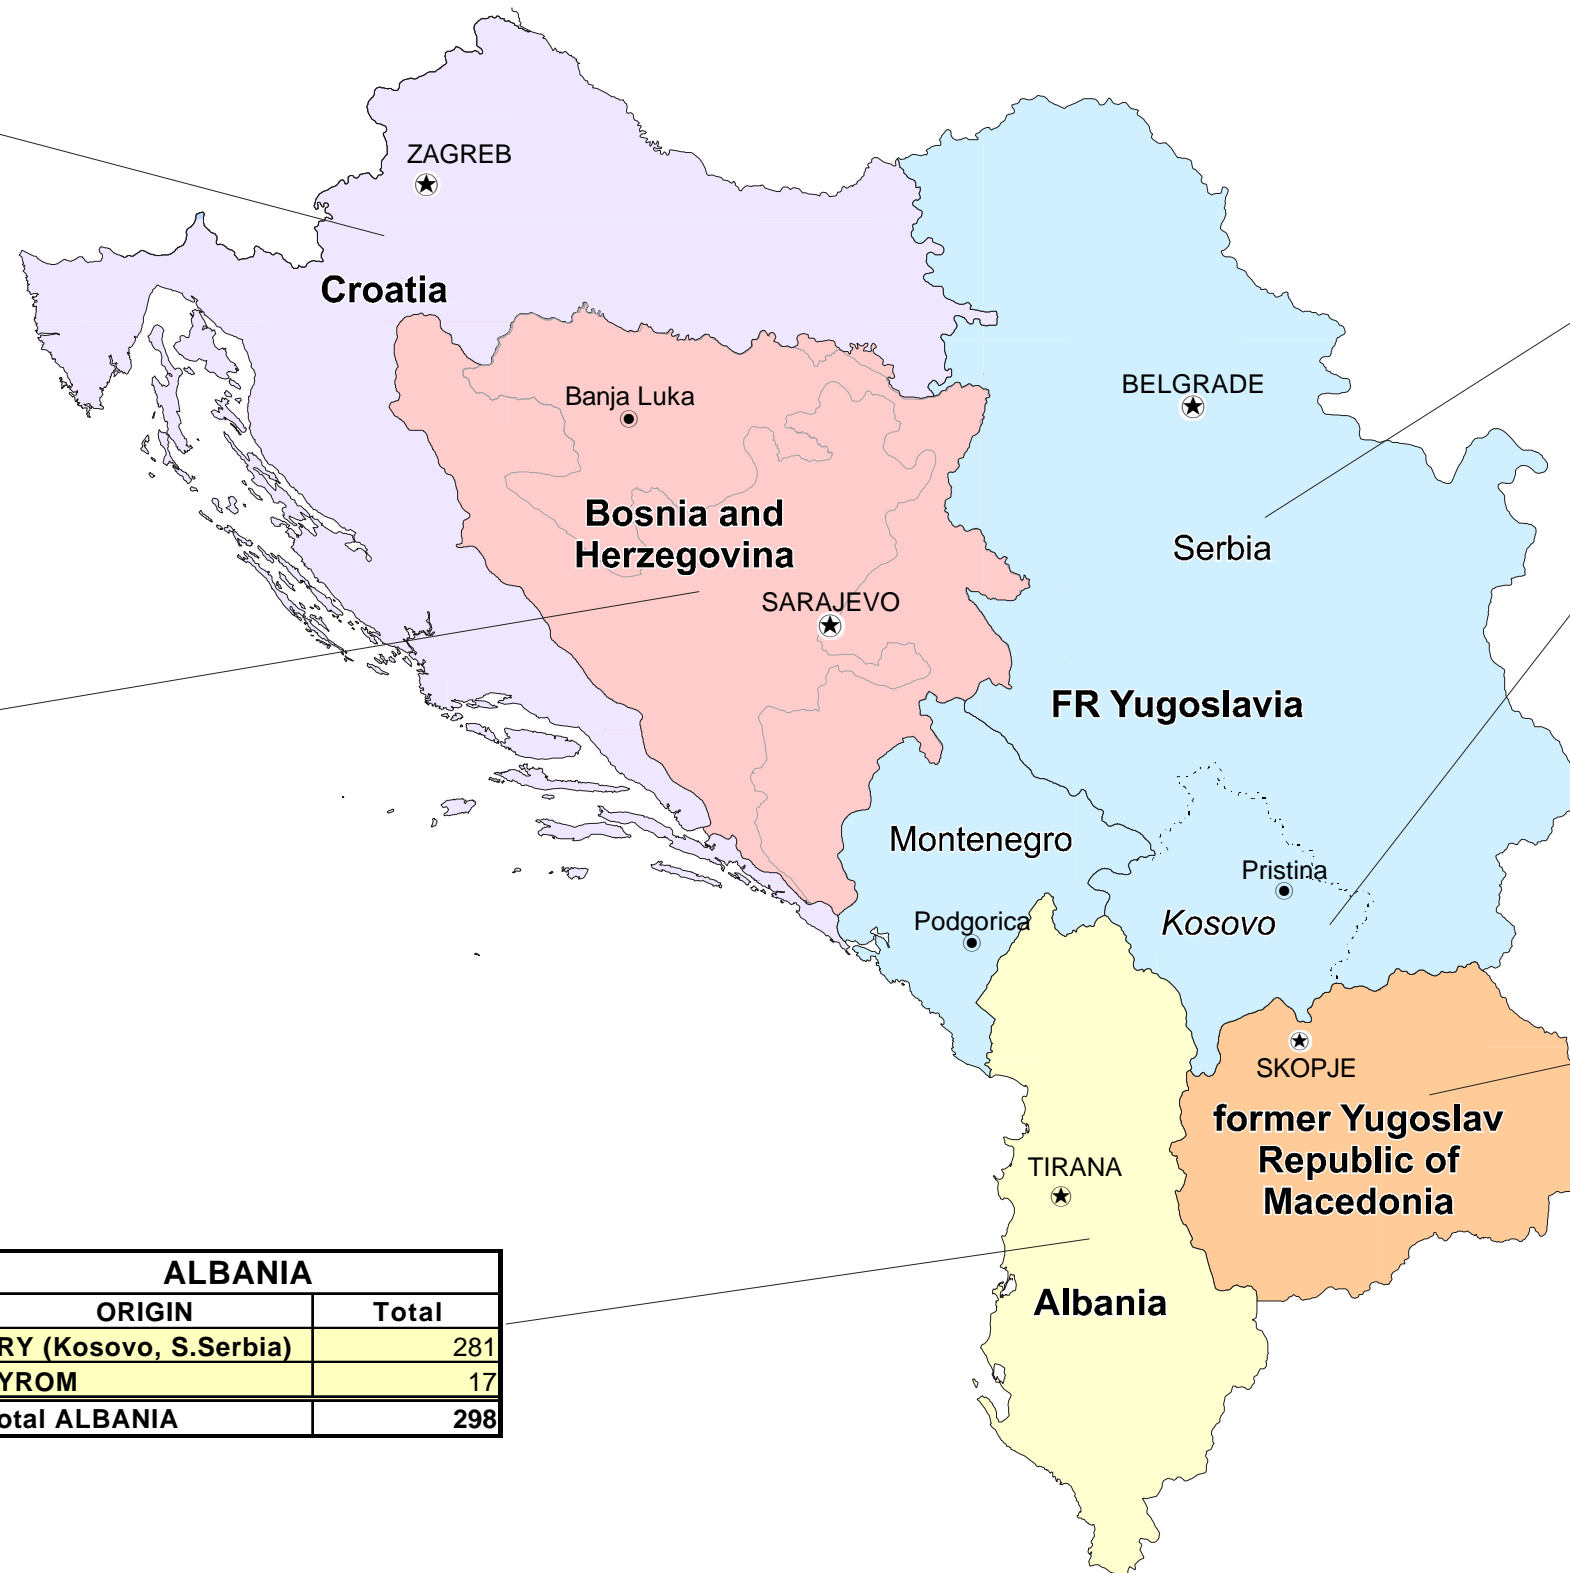 ZAGREB
Croatia
Banja Luka
BELGRADE
Bosnia and
Herzegovina
Serbia
SARAJEVO
FR Yugoslavia
Montenegro
Pristina
Podgorica
Kosovo
SKOPJE
former Yugoslav
Republic of
Macedonia
TIRANA
Albania
ALBANIA
ORIGIN Total
RY (Kosovo, S.Serbia) 281
YROM 17
otal ALBANIA 298